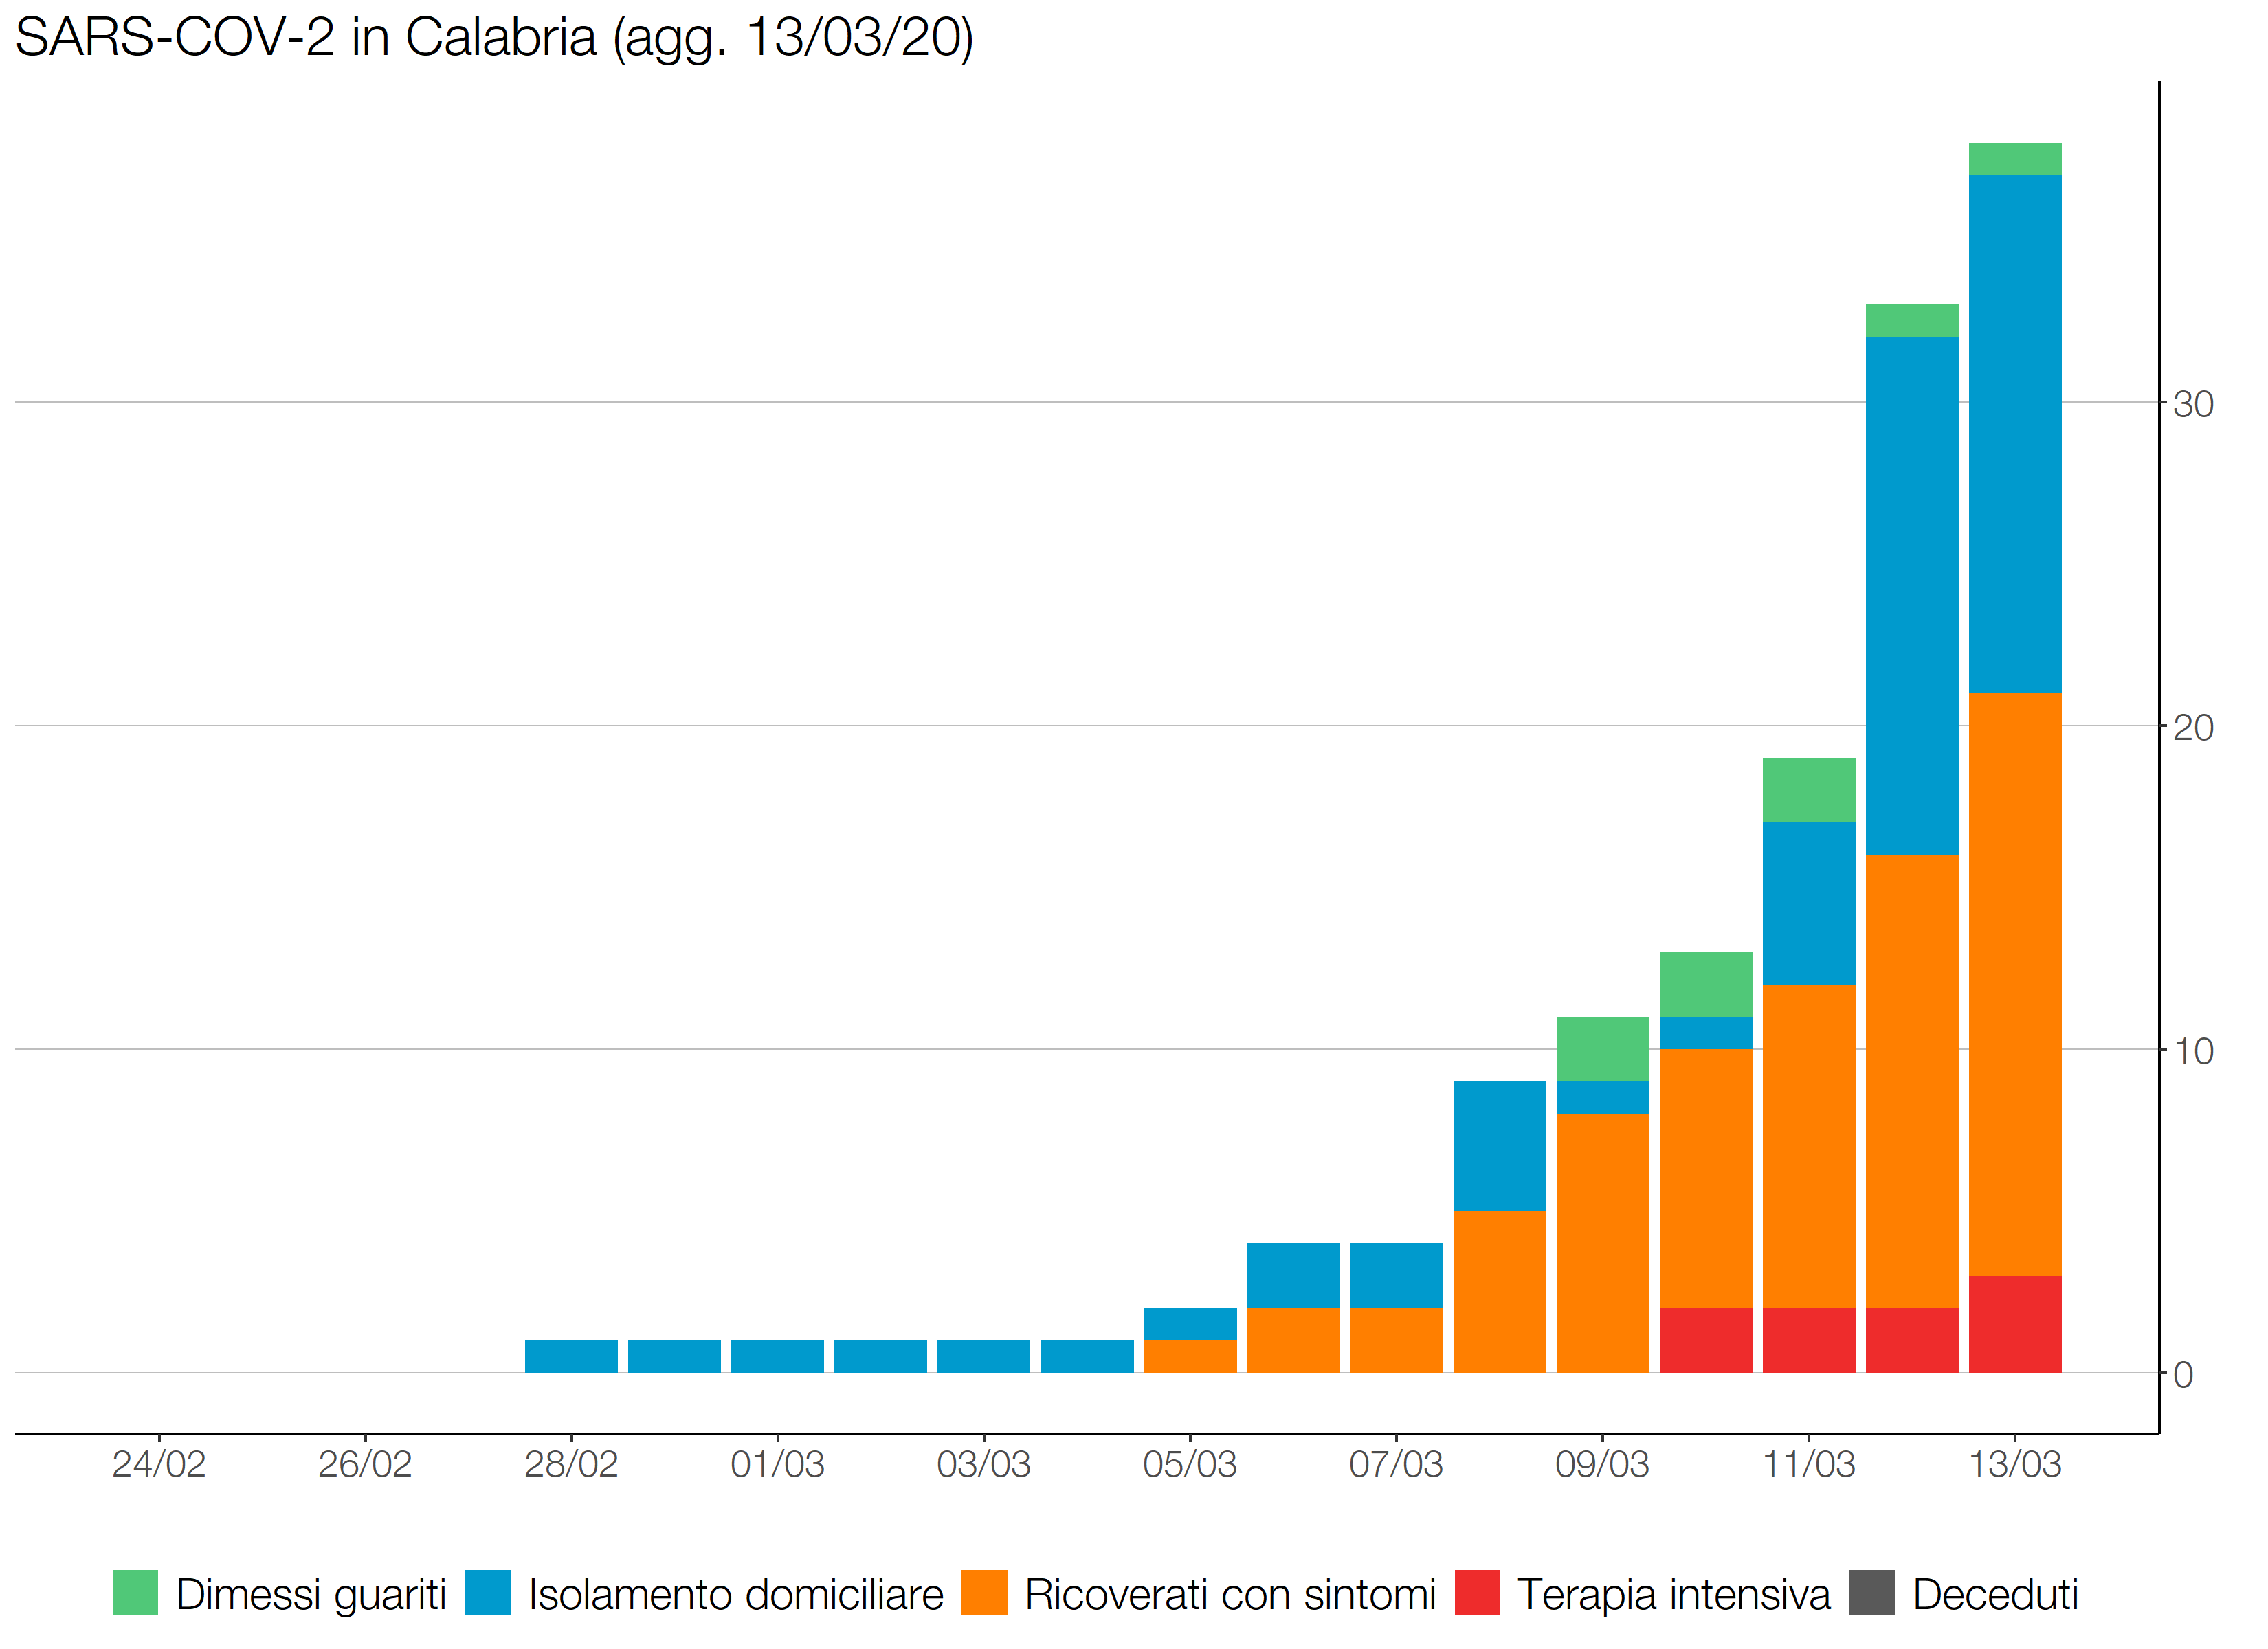 SARS-COV-2 in Calabria (agg. 13/03/20)
30
20
10
0
24/02 26/02 28/02 01/03 03/03 05/03 07/03 09/03 11/03 13/03
Dimessi guariti Isolamento domiciliare Ricoverati con sintomi Terapia intensiva Deceduti